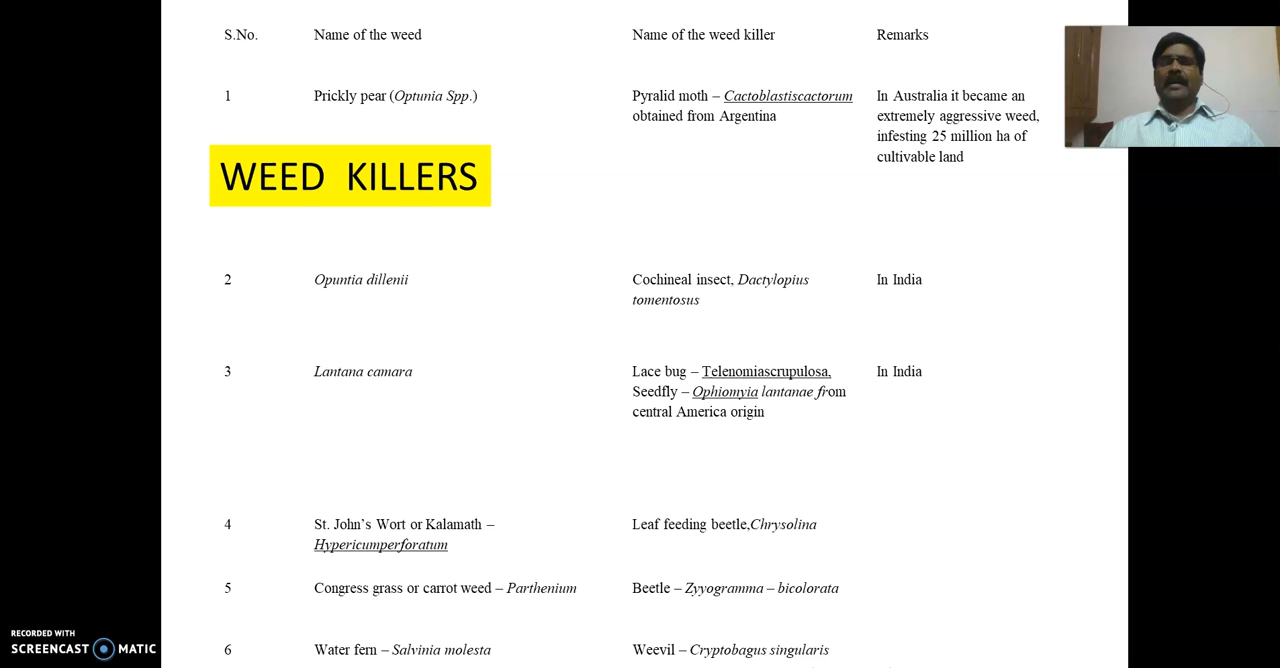 S.No. Name of the weed Name of the weed killer Remarks
1 Prickly pear (Optunia Spp.) Pyralid moth – Cactoblastiscactorum In Australia it became an
obtained from Argentina extremely aggressive weed,
infesting 25 million ha of
cultivable land
WEED KILLERS
2 Opuntia dillenii Cochineal insect, Dactylopius In India
tomentosus
3 Lantana camara Lace bug – Telenomiascrupulosa, In India
Seedfly – Ophiomyia lantanae from
central America origin
4 St. John's Wort or Kalamath – Leaf feeding beetle,Chrysolina
Hypericumperforatum
5 Congress grass or carrot weed – Parthenium Beetle – Zyyogramma – bicolorata
6 Water fern – Salvinia molesta Weevil – Cryptobagus singularis
RECORDED WITH
SCREENCAST MATIC